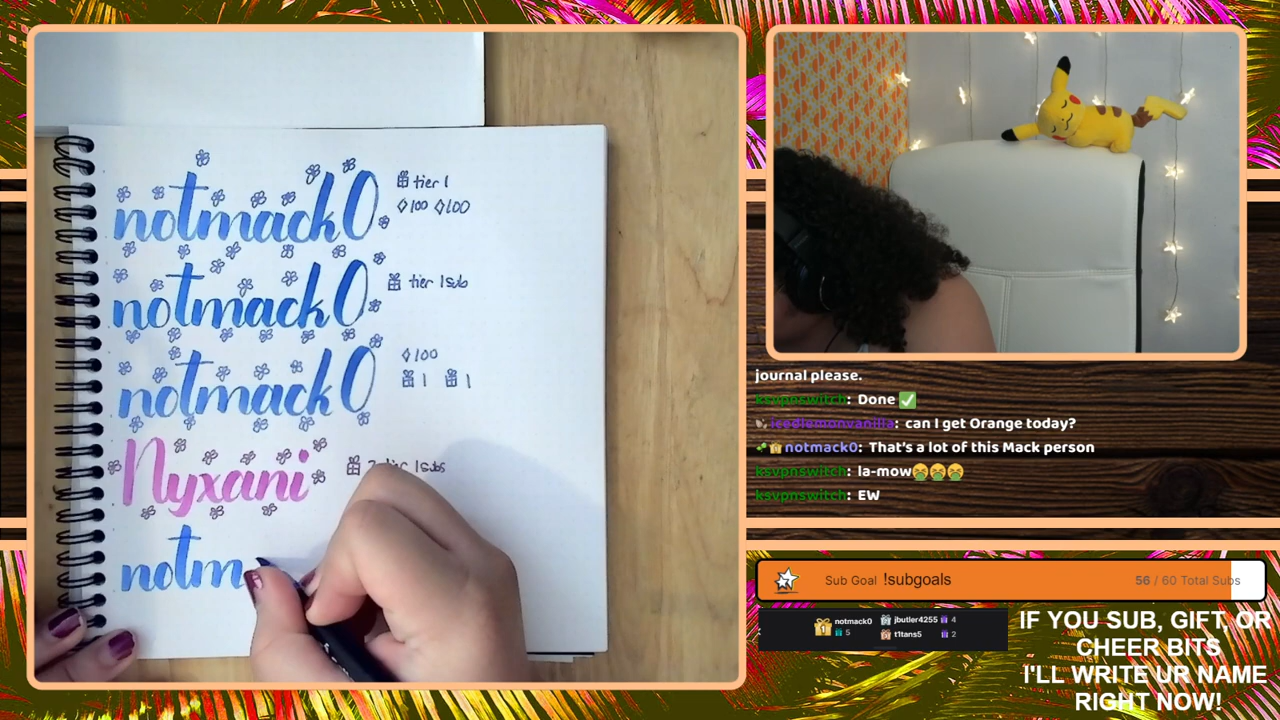 notmack0
tier 1
100 100
notmack0
tier 1 sub
notmack0
100
1 1
Nyxani
tier 1 subs
notm
journal please.
ksvpnswitch: Done
icedlemonvanilla: can I get Orange today?
notmack0: That's a lot of this Mack person
ksvpnswitch: la-mow
ksvpnswitch: EW
Sub Goal !subgoals 56 / 60 Total Subs
notmack0 5
jbutler4255 4
t1tans5 2
IF YOU SUB, GIFT, OR
CHEER BITS
I'LL WRITE UR NAME
RIGHT NOW!